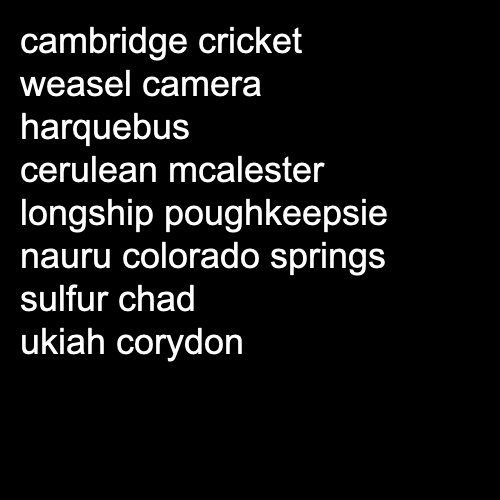 cambridge cricket
weasel camera
harquebus
cerulean mcalester
longship poughkeepsie
nauru colorado springs
sulfur chad
ukiah corydon